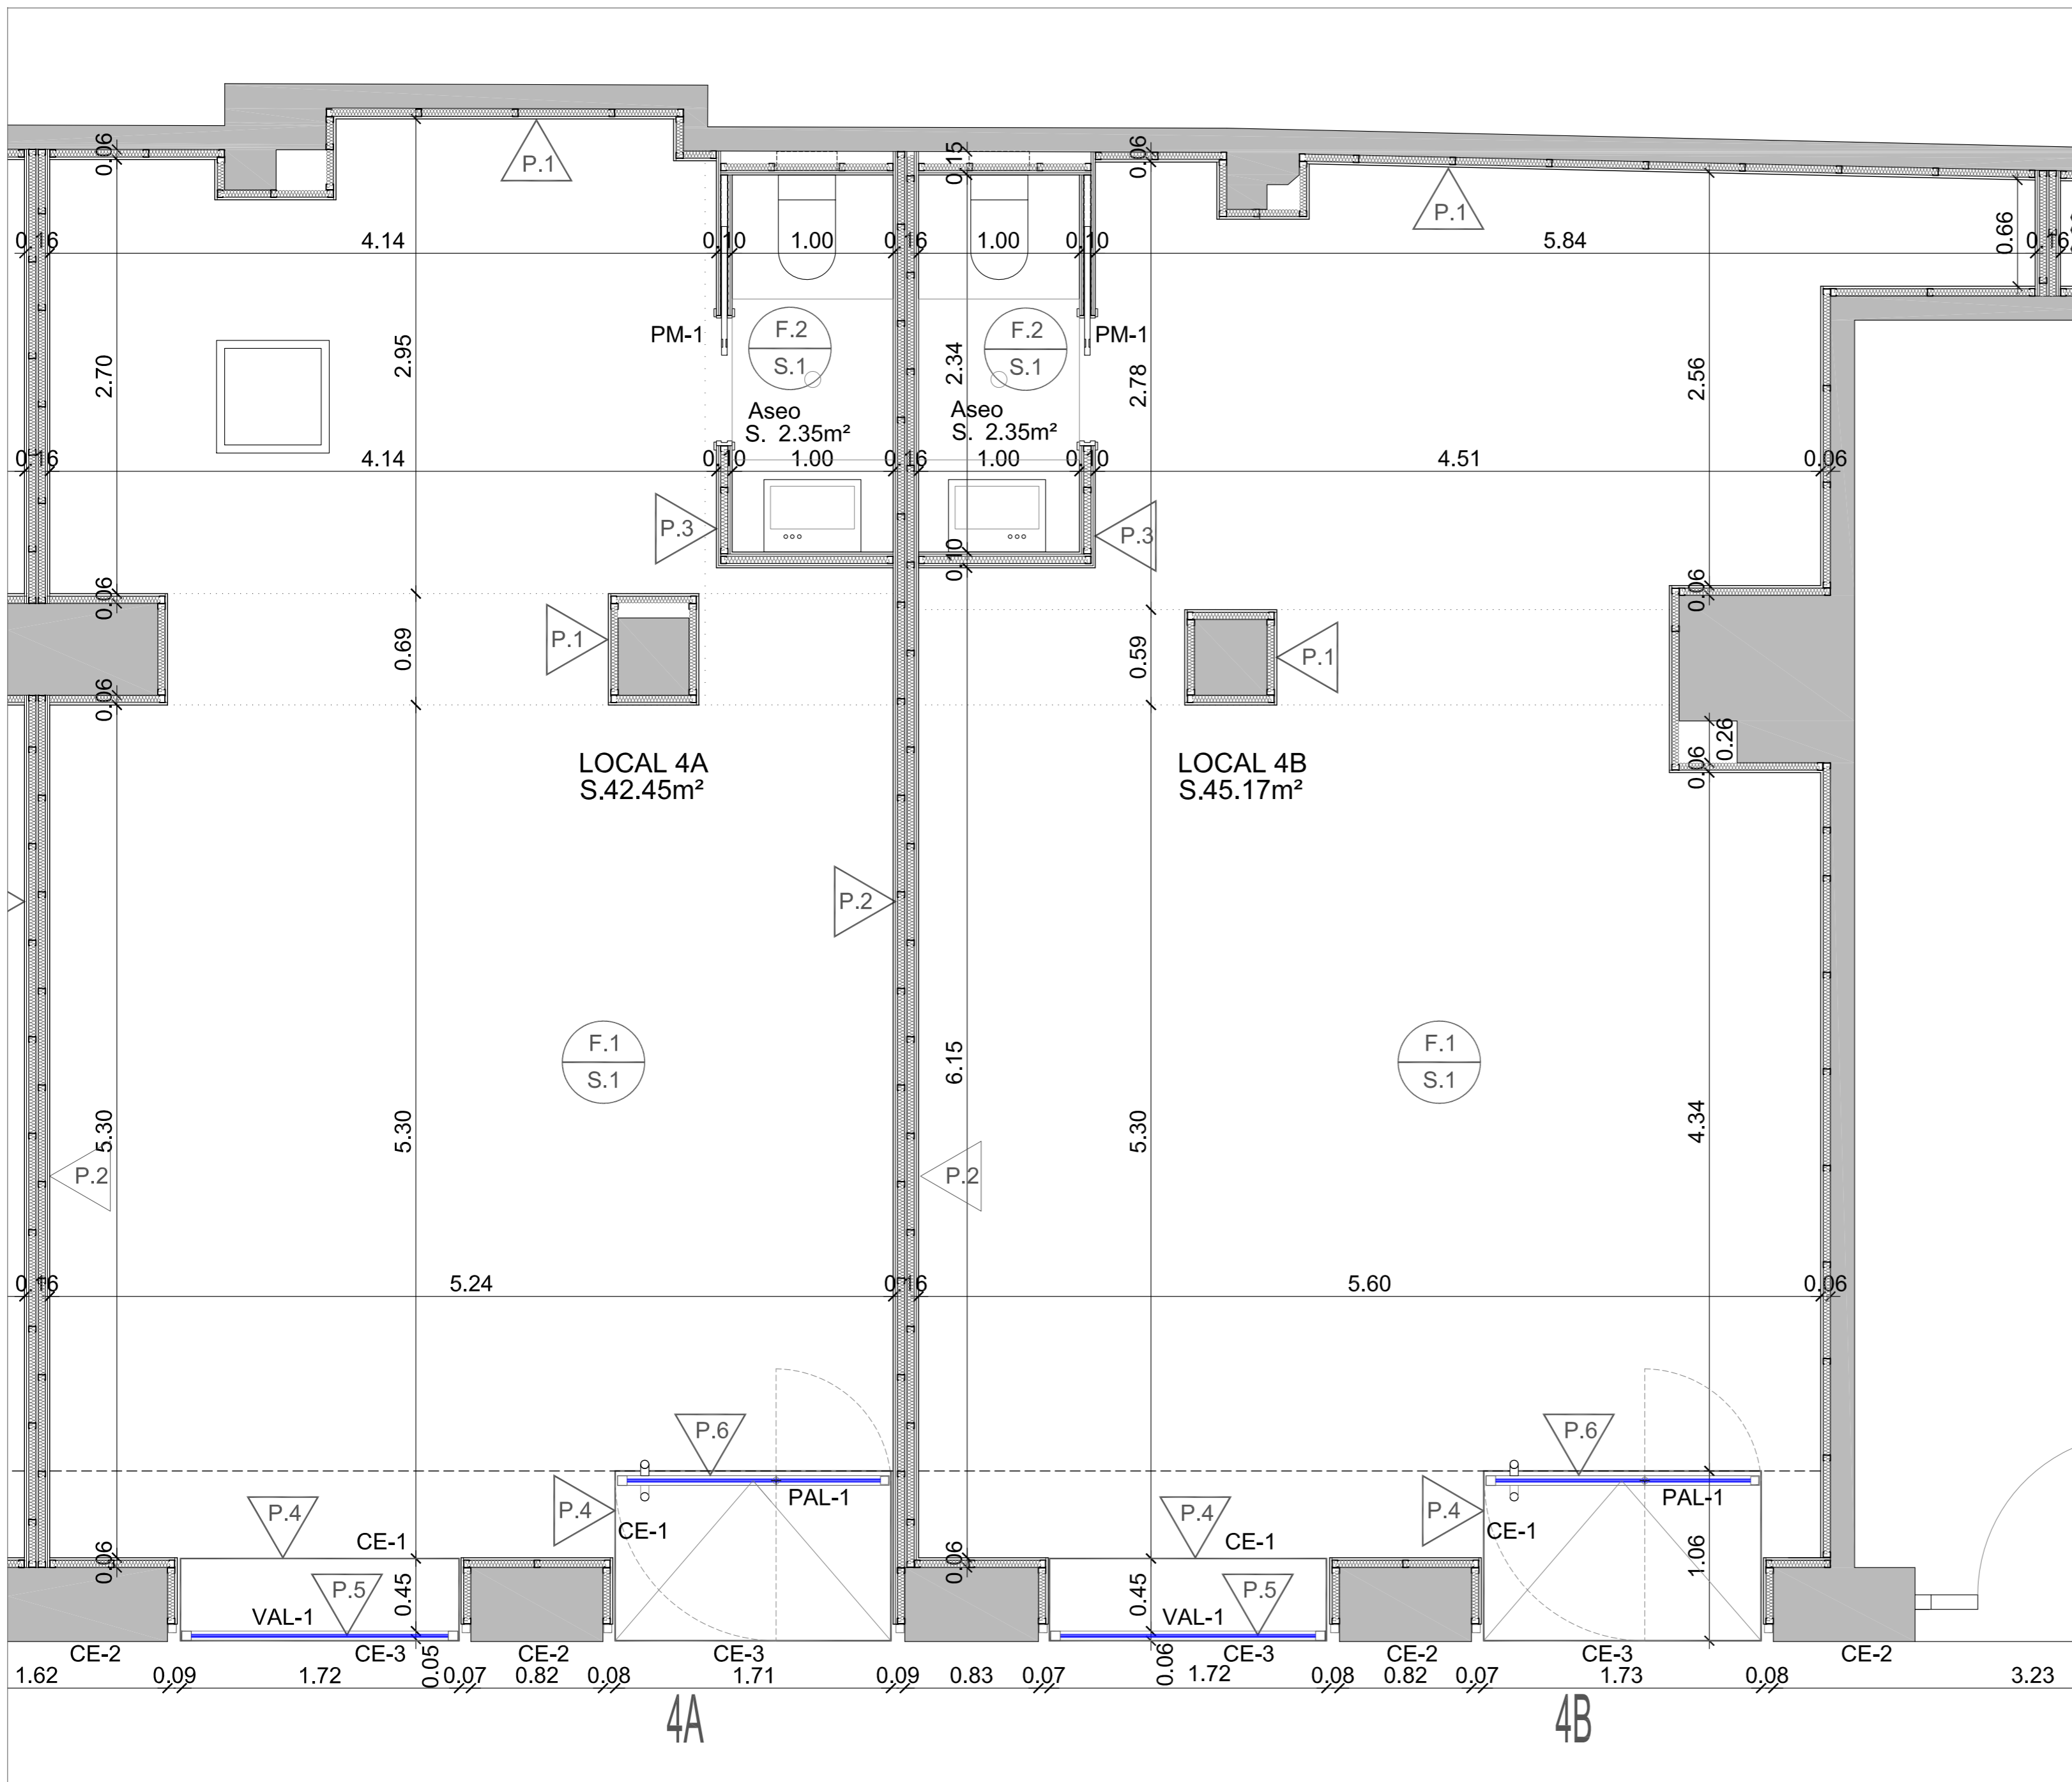 0.06
P.1
0.15
0.06
P.1
0.16
4.14
0.10
1.00
0.16
1.00
0.10
5.84
0.66
0.16
PM-1
F.2
S.1
F.2
S.1
PM-1
2.70
2.95
2.34
2.78
2.56
Aseo
S. 2.35m²
Aseo
S. 2.35m²
0.16
4.14
0.10
1.00
0.16
1.00
0.10
4.51
0.06
P.3
P.3
0.10
0.06
0.06
P.1
0.69
0.59
P.1
0.06
0.26
0.06
LOCAL 4A
S.42.45m²
LOCAL 4B
S.45.17m²
P.2
F.1
S.1
F.1
S.1
6.15
5.30
5.30
5.30
4.34
P.2
P.2
0.16
5.24
0.16
5.60
0.06
P.6
P.6
PAL-1
PAL-1
P.4
P.4
P.4
P.4
CE-1
CE-1
CE-1
CE-1
0.06
0.06
1.06
P.5
0.45
P.5
0.45
VAL-1
VAL-1
CE-2
CE-3
CE-2
CE-3
CE-3
CE-2
CE-3
CE-2
1.62
0.09
1.72
0.05
0.07
0.82
0.08
1.71
0.09
0.83
0.07
0.06
1.72
0.08
0.82
0.07
1.73
0.08
3.23
4A
4B